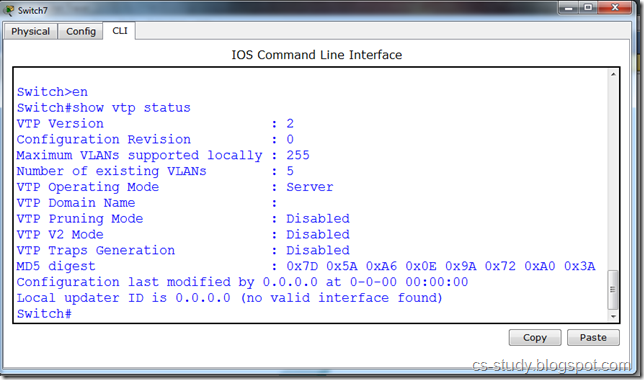 Switch7
Physical Config CLI
IOS Command Line Interface
Switch>en
Switch#show vtp status
VTP Version : 2
Configuration Revision : 0
Maximum VLANs supported locally : 255
Number of existing VLANs : 5
VTP Operating Mode : Server
VTP Domain Name :
VTP Pruning Mode : Disabled
VTP V2 Mode : Disabled
VTP Traps Generation : Disabled
MD5 digest : 0x7D 0x5A 0xA6 0x0E 0x9A 0x72 0xA0 0x3A
Configuration last modified by 0.0.0.0 at 0-0-00 00:00:00
Local updater ID is 0.0.0.0 (no valid interface found)
Switch#
Copy Paste
cs-study.blogspot.com